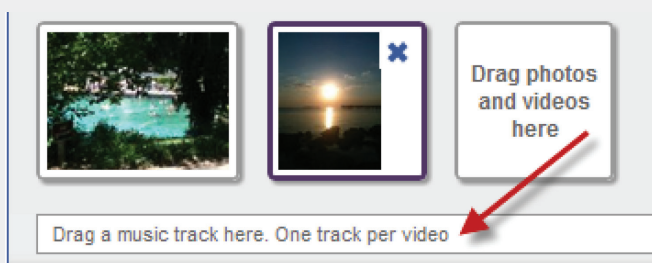 Drag photos
and videos
here
Drag a music track here. One track per video